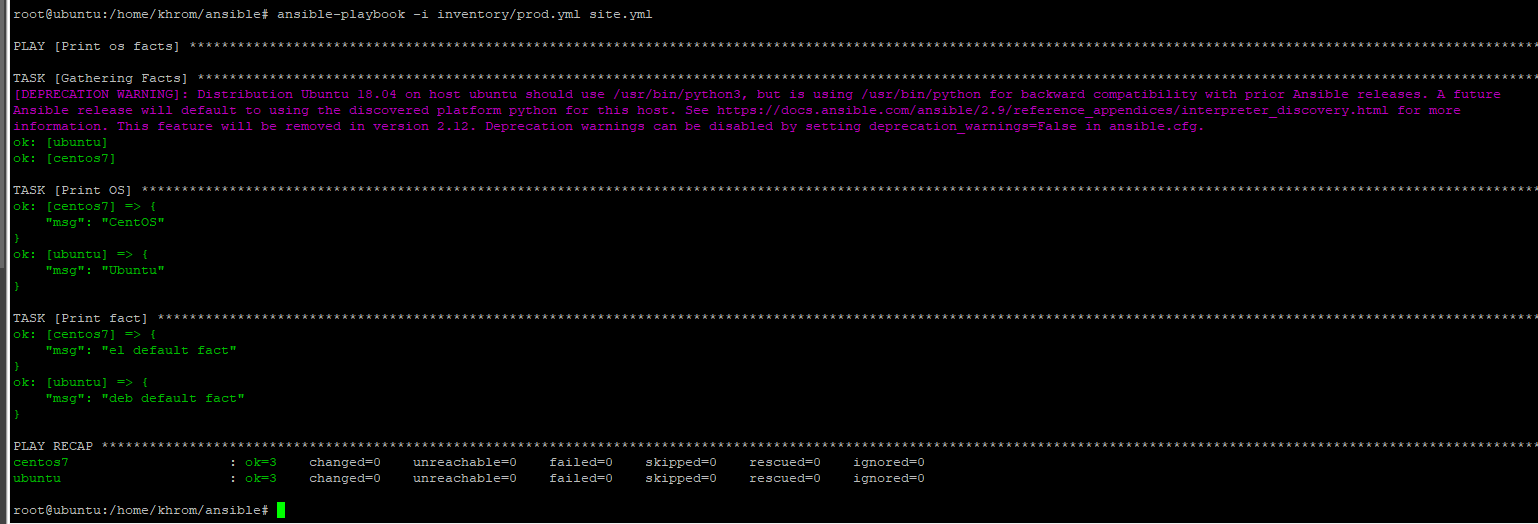 root@ubuntu:/home/khrom/ansible# ansible-playbook -i inventory/prod.yml site.yml
PLAY [Print os facts] ****************************************************************************************************************************************************************************
TASK [Gathering Facts] ***************************************************************************************************************************************************************************
[DEPRECATION WARNING]: Distribution Ubuntu 18.04 on host ubuntu should use /usr/bin/python3, but is using /usr/bin/python for backward compatibility with prior Ansible releases. A future
Ansible release will default to using the discovered platform python for this host. See https://docs.ansible.com/ansible/2.9/reference_appendices/interpreter_discovery.html for more
information. This feature will be removed in version 2.12. Deprecation warnings can be disabled by setting deprecation_warnings=False in ansible.cfg.
ok: [ubuntu]
ok: [centos7]
TASK [Print OS] **********************************************************************************************************************************************************************************
ok: [centos7] => {
    "msg": "CentOS"
}
ok: [ubuntu] => {
    "msg": "Ubuntu"
}
TASK [Print fact] ********************************************************************************************************************************************************************************
ok: [centos7] => {
    "msg": "el default fact"
}
ok: [ubuntu] => {
    "msg": "deb default fact"
}
PLAY RECAP ***************************************************************************************************************************************************************************************
centos7                    : ok=3    changed=0    unreachable=0    failed=0    skipped=0    rescued=0    ignored=0
ubuntu                     : ok=3    changed=0    unreachable=0    failed=0    skipped=0    rescued=0    ignored=0
root@ubuntu:/home/khrom/ansible#